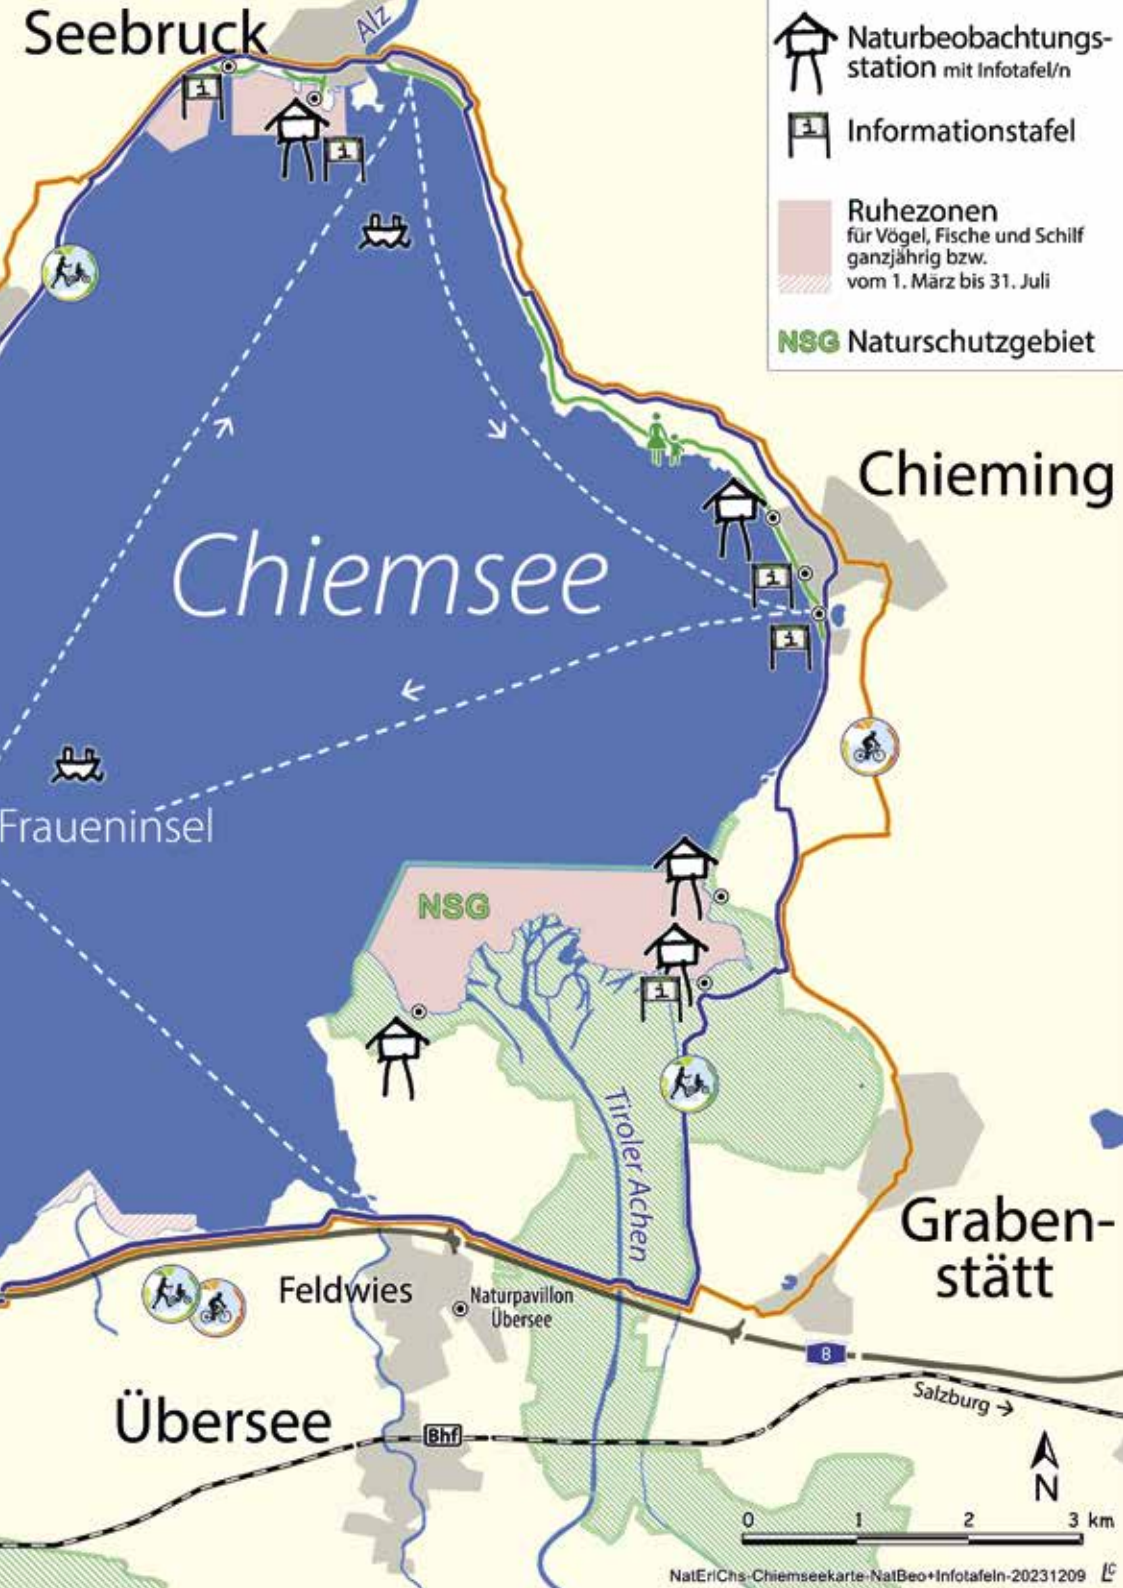 Seebruck
Alz
Naturbeobachtungs-
station mit Infotafel/n
i
i
Informationstafel
i
Ruhezonen
für Vögel, Fische und Schilf
ganzjährig bzw.
vom 1. März bis 31. Juli
NSG Naturschutzgebiet
Chieming
Chiemsee
i
i
Fraueninsel
NSG
i
Tiroler Achen
Graben-
stätt
Feldwies
Naturpavillon
Übersee
8
Salzburg →
Übersee
Bhf
N
0 1 2 3 km
NatErlChs-Chiemseekarte-NatBeo+Infotafeln-20231209